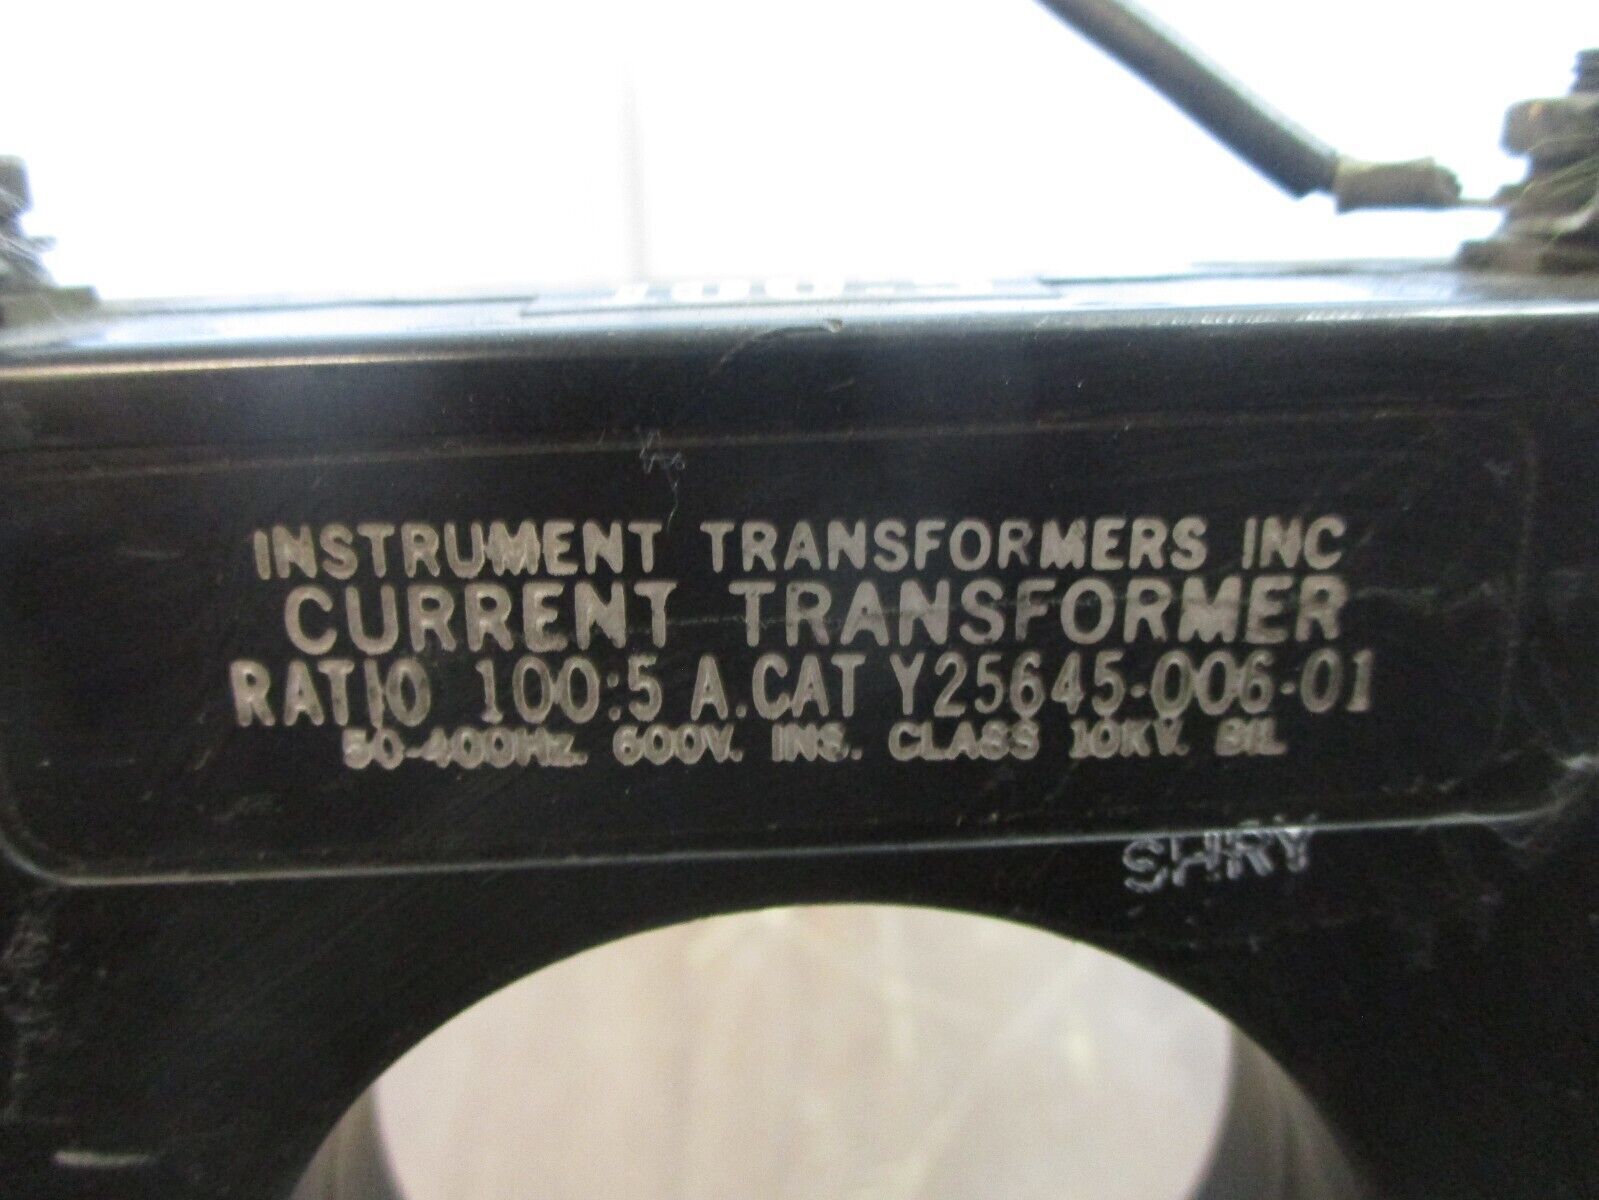 INSTRUMENT TRANSFORMERS INC
CURRENT TRANSFORMER
RATIO 100:5 A.CAT Y25645-006-01
50-400Hz. 600V. INS. CLASS 10KV. BIL
SHRY